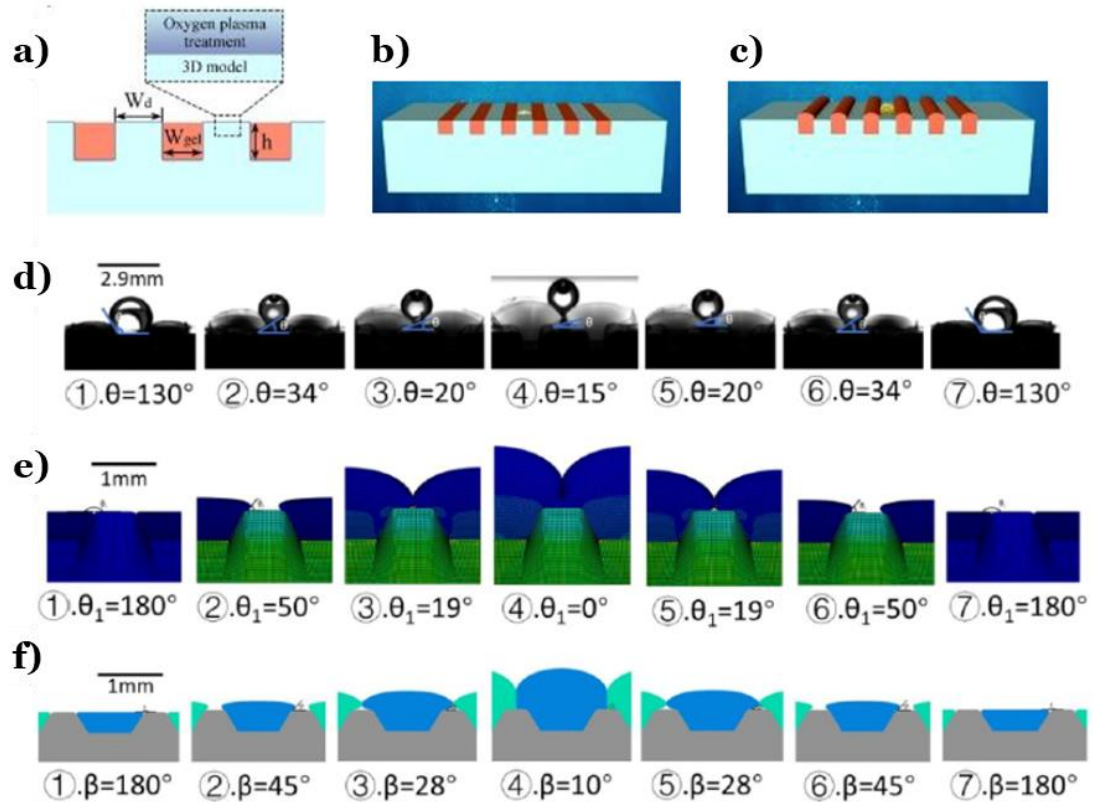 a)
Oxygen plasma
treatment
3D model
W_d
W_gel
h
b)
c)
d)
2.9mm
①.θ=130°
②.θ=34°
③.θ=20°
④.θ=15°
⑤.θ=20°
⑥.θ=34°
⑦.θ=130°
e)
1mm
①.θ₁=180°
②.θ₁=50°
③.θ₁=19°
④.θ₁=0°
⑤.θ₁=19°
⑥.θ₁=50°
⑦.θ₁=180°
f)
1mm
①.β=180°
②.β=45°
③.β=28°
④.β=10°
⑤.β=28°
⑥.β=45°
⑦.β=180°